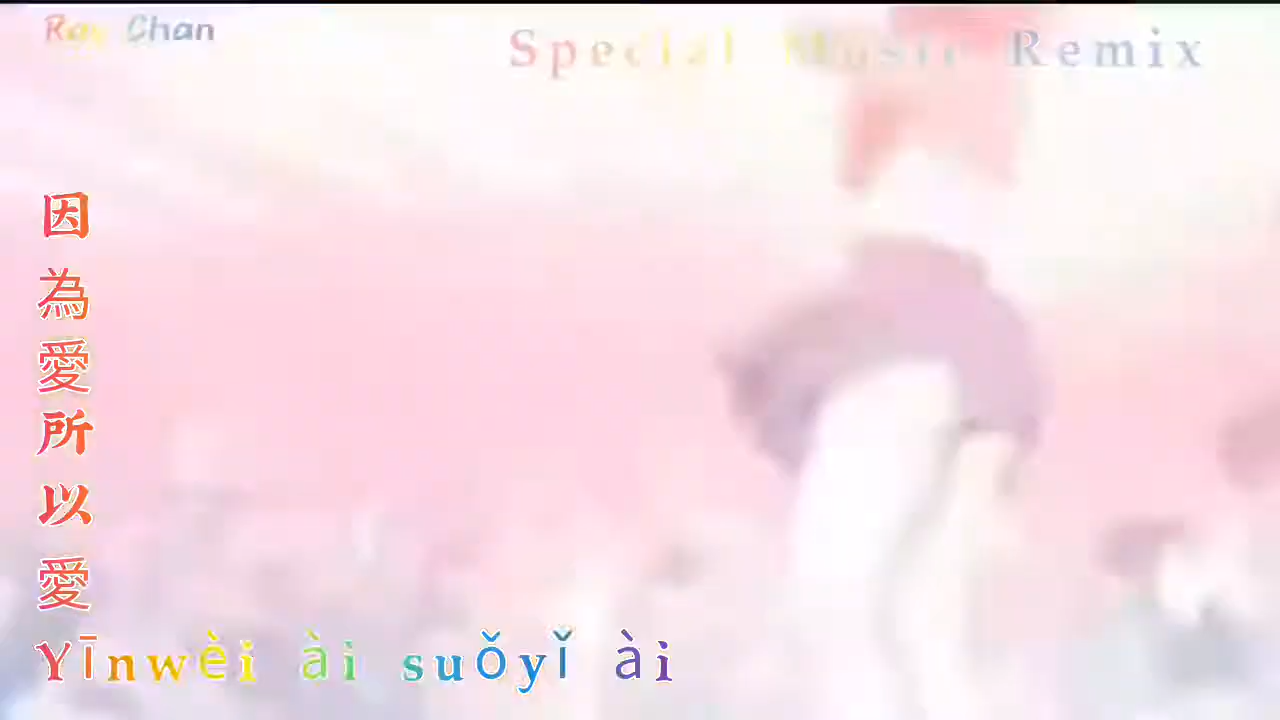 Ray Chan
Special Music Remix
因為愛所以愛
Yīnwèi ài suǒyǐ ài